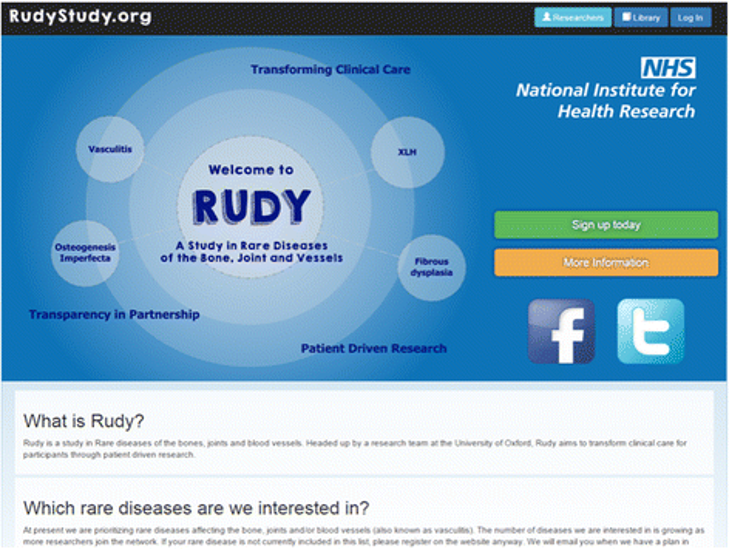 RudyStudy.org
Researchers
Library
Log In
Transforming Clinical Care
NHS
National Institute for
Health Research
Vasculitis
XLH
Welcome to
RUDY
A Study in Rare Diseases
of the Bone, Joint and Vessels
Osteogenesis
Imperfecta
Fibrous
dysplasia
Sign up today
More Information
Transparency in Partnership
Patient Driven Research
What is Rudy?
Rudy is a study in Rare diseases of the bones, joints and blood vessels. Headed up by a research team at the University of Oxford, Rudy aims to transform clinical care for
participants through patient driven research.
Which rare diseases are we interested in?
At present we are prioritizing rare diseases affecting the bone, joints and/or blood vessels (also known as vasculitis). The number of diseases we are interested in is growing as
more researchers join the network. If your rare disease is not currently included in this list, please register on the website anyway. We will email you when we have a plan in